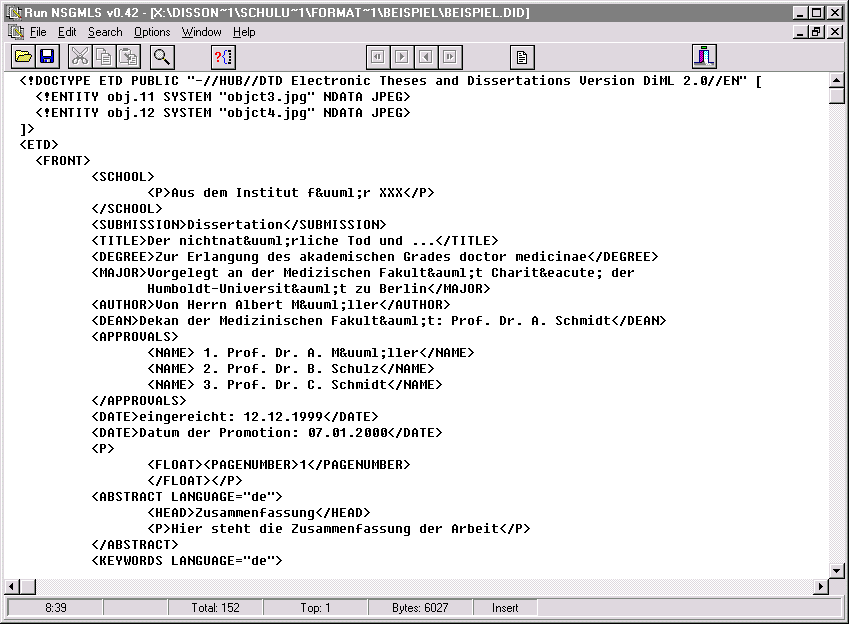 Run NSGMLS v0.42 - [X:\DISSON~1\SCHULU~1\FORMAT~1\BEISPIEL\BEISPIEL.DID]
File Edit Search Options Window Help
<!DOCTYPE ETD PUBLIC "-//HUB//DTD Electronic Theses and Dissertations Version DiML 2.0//EN" [
<!ENTITY obj.11 SYSTEM "objct3.jpg" NDATA JPEG>
<!ENTITY obj.12 SYSTEM "objct4.jpg" NDATA JPEG>
]>
<ETD>
<FRONT>
<SCHOOL>
<P>Aus dem Institut f&uuml;r XXX</P>
</SCHOOL>
<SUBMISSION>Dissertation</SUBMISSION>
<TITLE>Der nichtnat&uuml;rliche Tod und ...</TITLE>
<DEGREE>Zur Erlangung des akademischen Grades doctor medicinae</DEGREE>
<MAJOR>Vorgelegt an der Medizischen Fakult&auml;t Charit&eacute; der
Humboldt-Universit&auml;t zu Berlin</MAJOR>
<AUTHOR>Von Herrn Albert M&uuml;ller</AUTHOR>
<DEAN>Dekan der Medizinischen Fakult&auml;t: Prof. Dr. A. Schmidt</DEAN>
<APPROVALS>
<NAME> 1. Prof. Dr. A. M&uuml;ller</NAME>
<NAME> 2. Prof. Dr. B. Schulz</NAME>
<NAME> 3. Prof. Dr. C. Schmidt</NAME>
</APPROVALS>
<DATE>eingereicht: 12.12.1999</DATE>
<DATE>Datum der Promotion: 07.01.2000</DATE>
<P>
<FLOAT><PAGENUMBER>1</PAGENUMBER>
</FLOAT></P>
<ABSTRACT LANGUAGE="de">
<HEAD>Zusammenfassung</HEAD>
<P>Hier steht die Zusammenfassung der Arbeit</P>
</ABSTRACT>
<KEYWORDS LANGUAGE="de">
8:39 Total: 152 Top: 1 Bytes: 6027 Insert